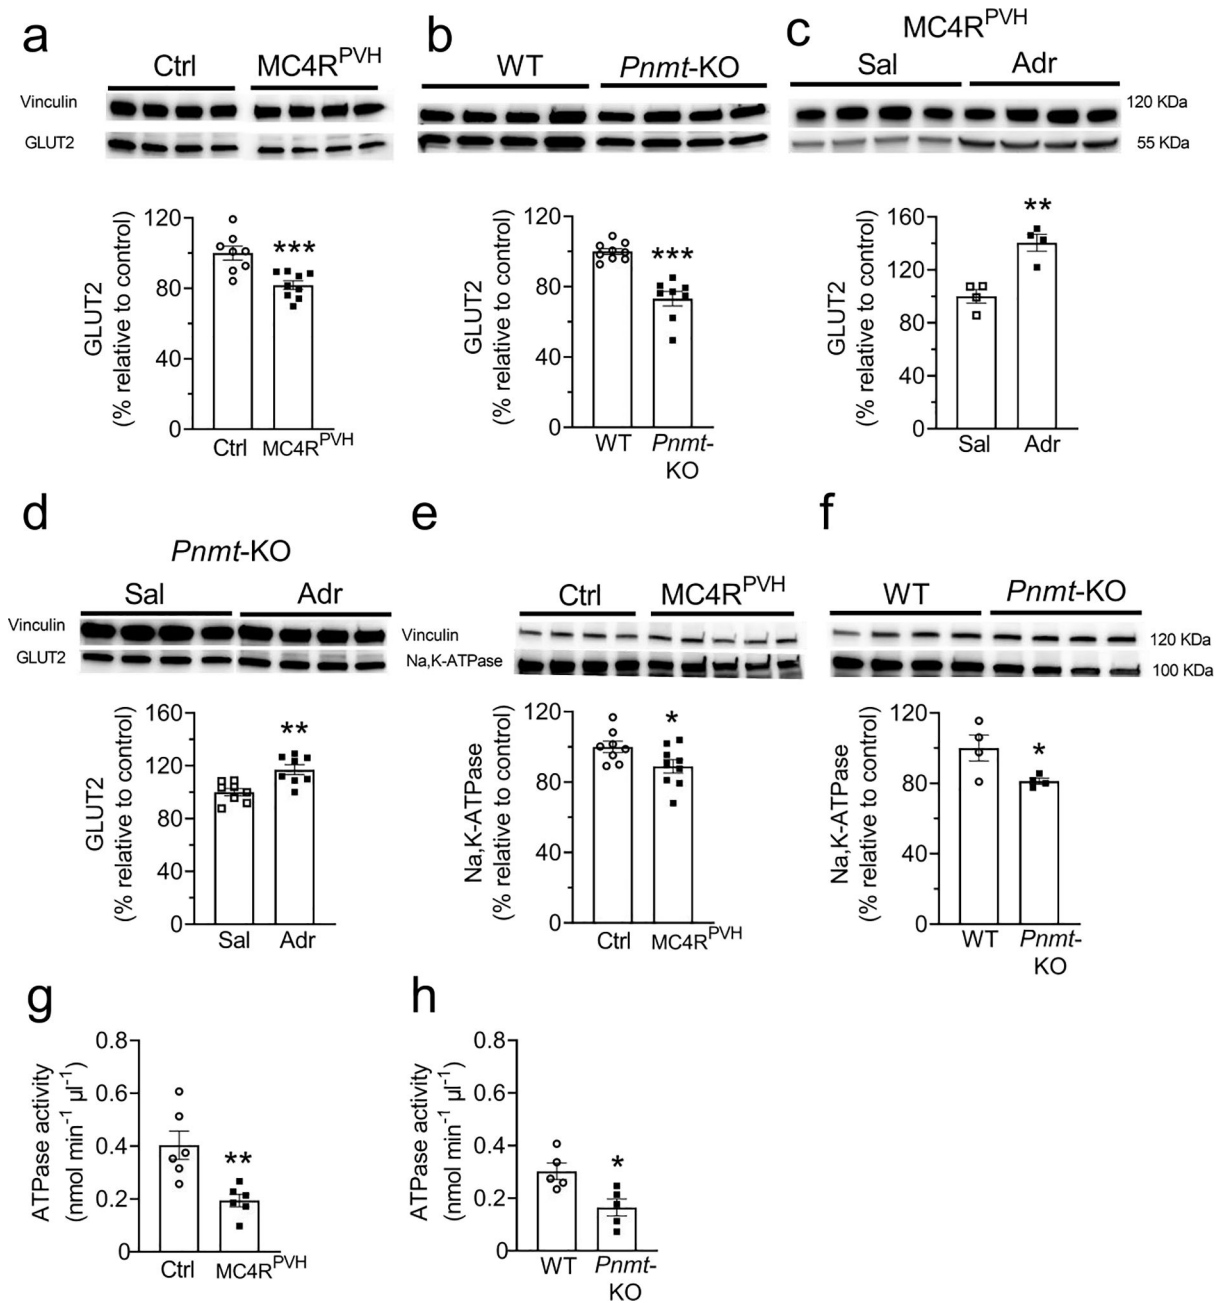 a
Ctrl MC4R^PVH
Vinculin
GLUT2
GLUT2
(% relative to control)
120
80
40
0
***
Ctrl MC4R^PVH
b
WT Pnmt-KO
GLUT2
(% relative to control)
120
80
40
0
***
WT Pnmt-
KO
c
MC4R^PVH
Sal Adr
120 KDa
55 KDa
GLUT2
(% relative to control)
160
120
80
40
0
**
Sal Adr
d
Pnmt-KO
Sal Adr
Vinculin
GLUT2
GLUT2
(% relative to control)
160
120
80
40
0
**
Sal Adr
e
Ctrl MC4R^PVH
Vinculin
Na,K-ATPase
Na,K-ATPase
(% relative to control)
120
80
40
0
*
Ctrl MC4R^PVH
f
WT Pnmt-KO
120 KDa
100 KDa
Na,K-ATPase
(% relative to control)
120
80
40
0
*
WT Pnmt-
KO
g
ATPase activity
(nmol min⁻¹ µl⁻¹)
0.8
0.6
0.4
0.2
0
**
Ctrl MC4R^PVH
h
ATPase activity
(nmol min⁻¹ µl⁻¹)
0.8
0.6
0.4
0.2
0
*
WT Pnmt-
KO